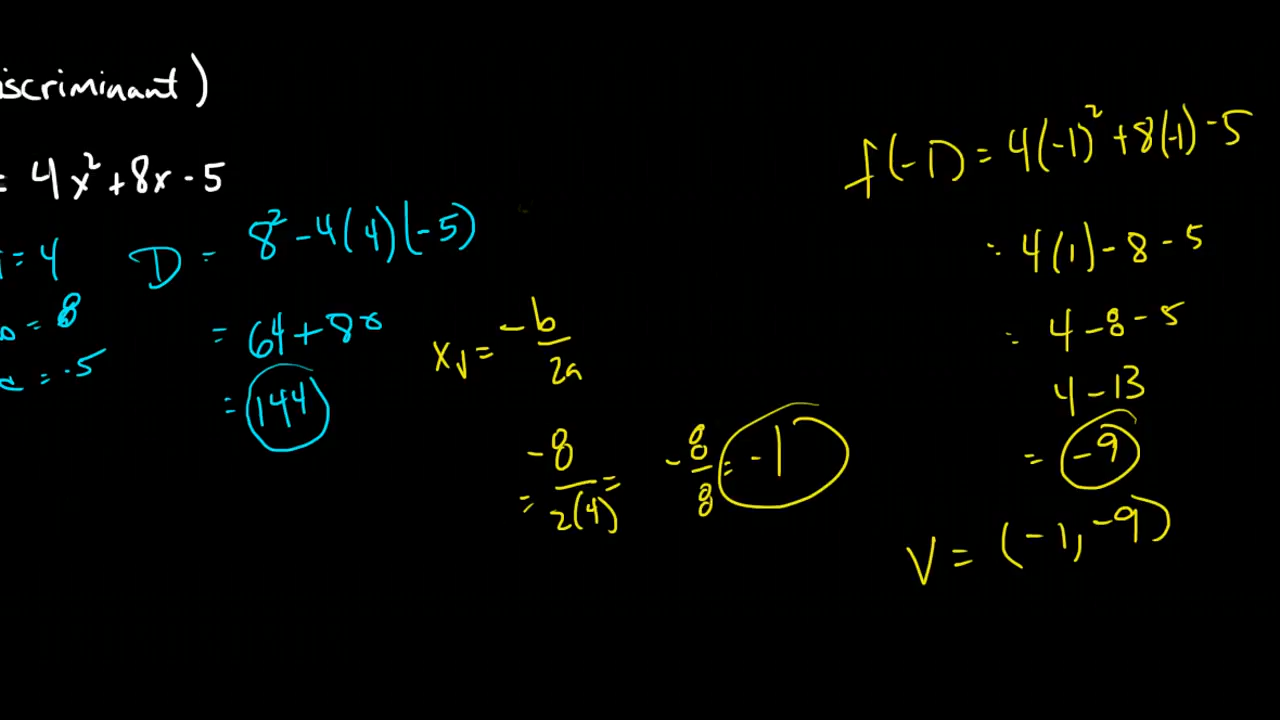 iscriminant)
= 4x² + 8x - 5
= 4
= 8
c = -5
D = 8² - 4(4)(-5)
= 64 + 80
= 144
x_v = -b/2a
= -8/2(4) = -8/8 = -1
f(-1) = 4(-1)² + 8(-1) - 5
= 4(1) - 8 - 5
= 4 - 8 - 5
4 - 13
= -9
V = (-1, -9)